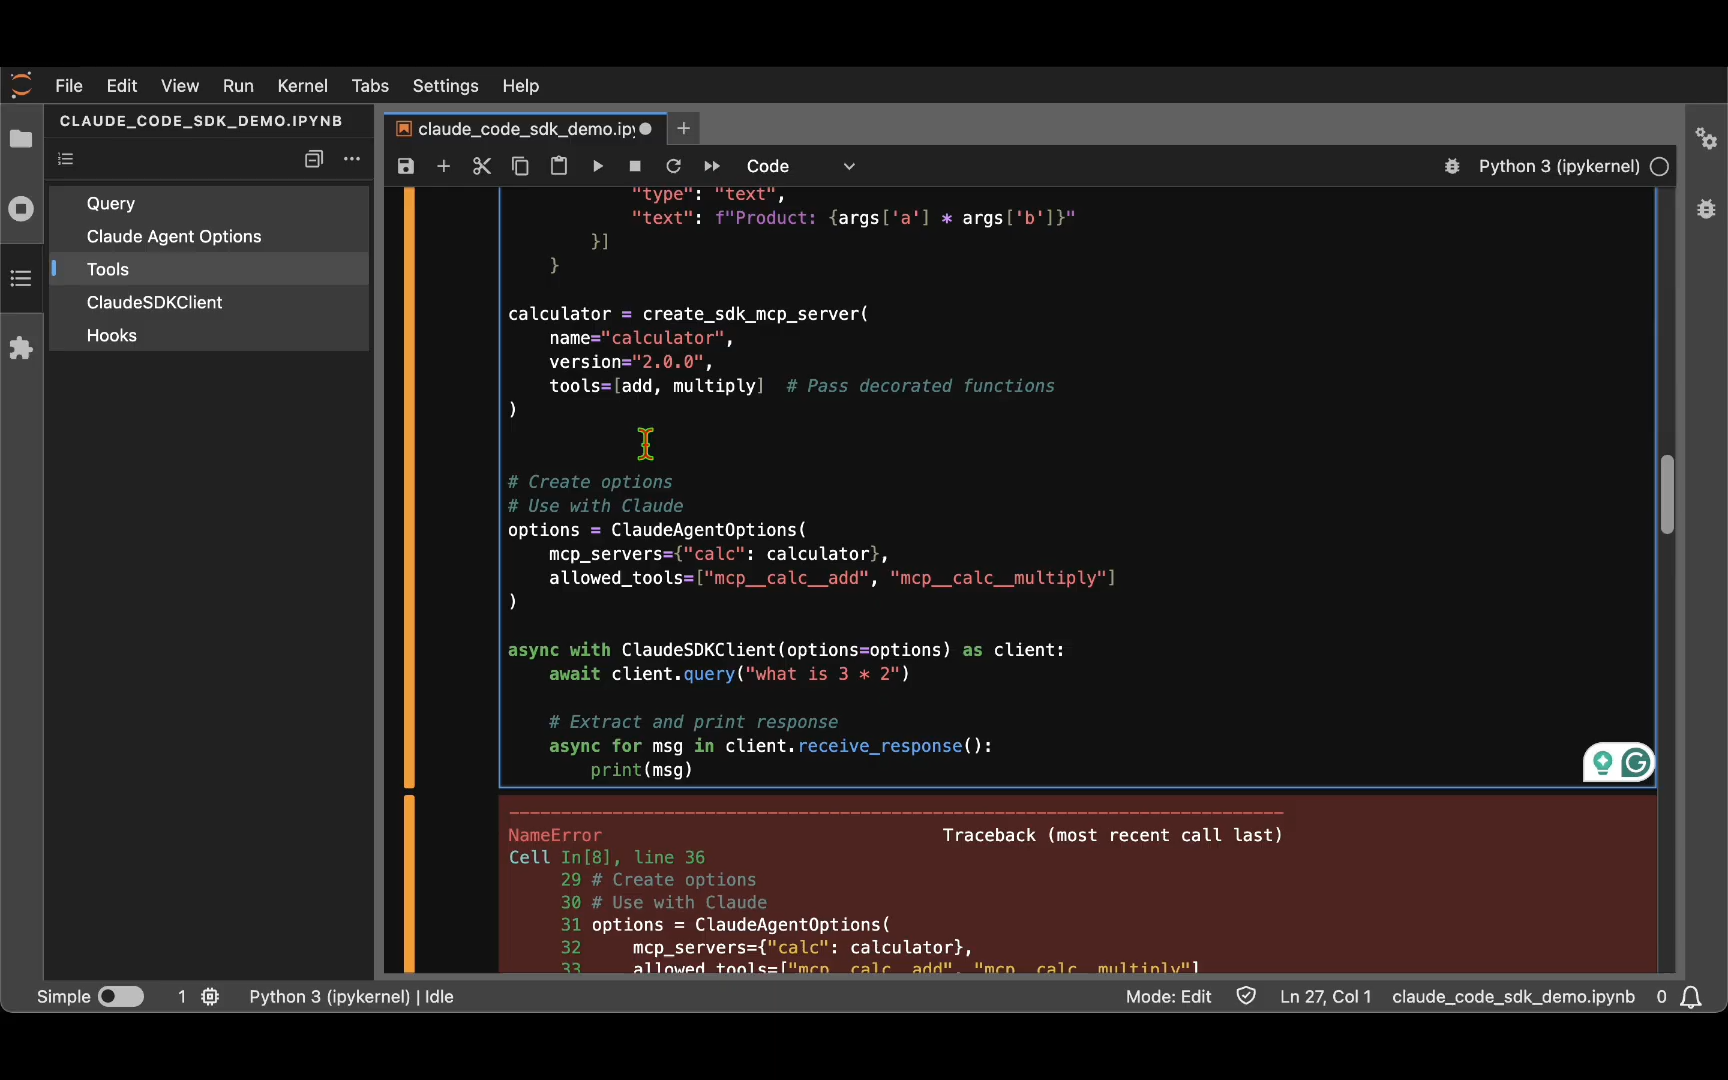 File Edit View Run Kernel Tabs Settings Help
CLAUDE_CODE_SDK_DEMO.IPYNB
Query
Claude Agent Options
Tools
ClaudeSDKClient
Hooks
claude_code_sdk_demo.ipy
Code
Python 3 (ipykernel)
"type": "text",
"text": f"Product: {args['a'] * args['b']}"
}]
}
calculator = create_sdk_mcp_server(
name="calculator",
version="2.0.0",
tools=[add, multiply]  # Pass decorated functions
)
# Create options
# Use with Claude
options = ClaudeAgentOptions(
mcp_servers={"calc": calculator},
allowed_tools=["mcp__calc__add", "mcp__calc__multiply"]
)
async with ClaudeSDKClient(options=options) as client:
await client.query("what is 3 * 2")
# Extract and print response
async for msg in client.receive_response():
print(msg)
NameError Traceback (most recent call last)
Cell In[8], line 36
29 # Create options
30 # Use with Claude
31 options = ClaudeAgentOptions(
32 mcp_servers={"calc": calculator},
33 allowed_tools=["mcp__calc__add", "mcp__calc__multiply"]
Simple 1 Python 3 (ipykernel) | Idle Mode: Edit Ln 27, Col 1 claude_code_sdk_demo.ipynb 0